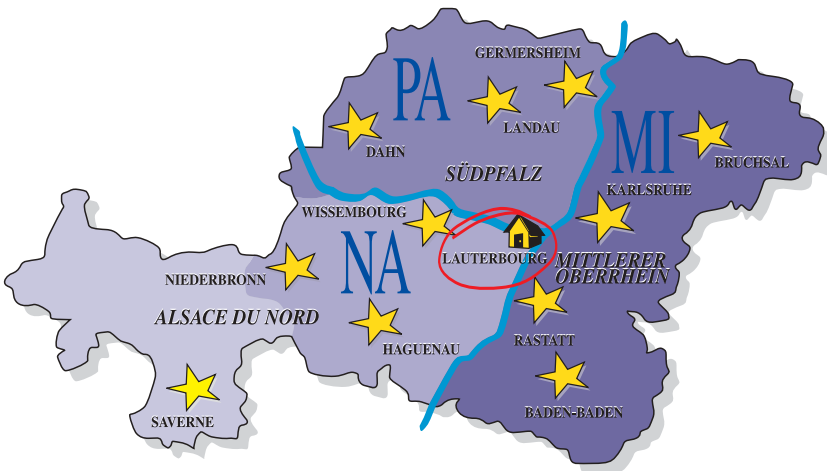 GERMERSHEIM
PA
LANDAU
MI
DAHN
BRUCHSAL
SÜDPFALZ
KARLSRUHE
WISSEMBOURG
NA
LAUTERBOURG
MITTLERER
OBERRHEIN
NIEDERBRONN
ALSACE DU NORD
HAGUENAU
RASTATT
BADEN-BADEN
SAVERNE